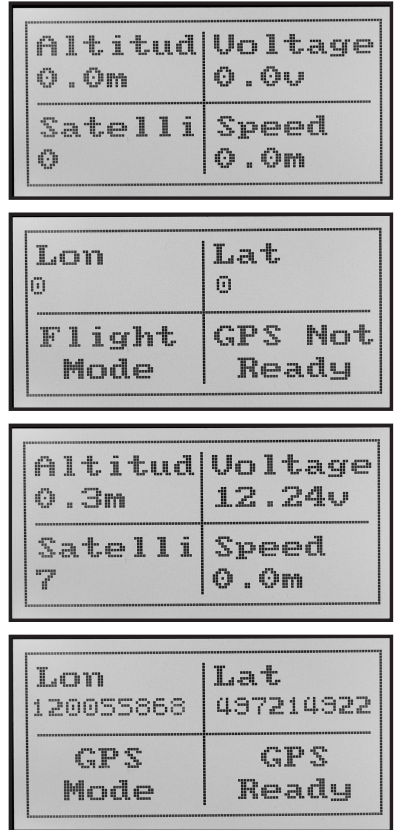 Altitud Voltage
0.0m 0.0v
Satelli Speed
0 0.0m
Lon Lat
0 0
Flight GPS Not
Mode Ready
Altitud Voltage
0.3m 12.24v
Satelli Speed
7 0.0m
Lon Lat
120055868 497214922
GPS GPS
Mode Ready